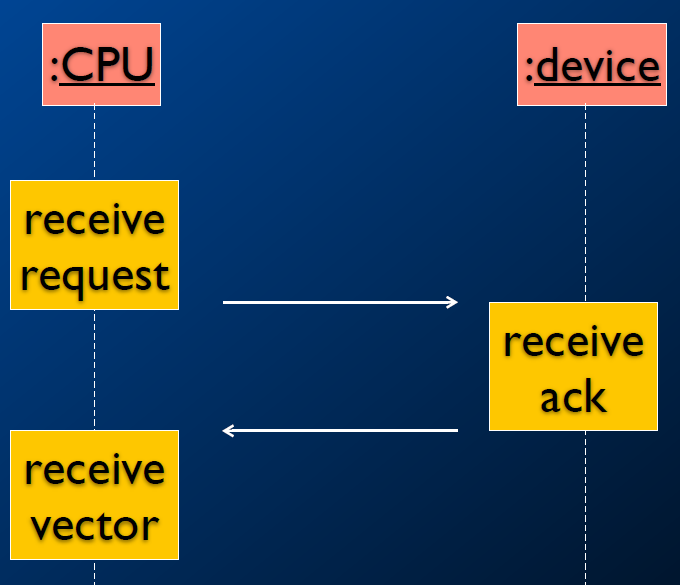 :CPU
:device
receive
request
receive
ack
receive
vector